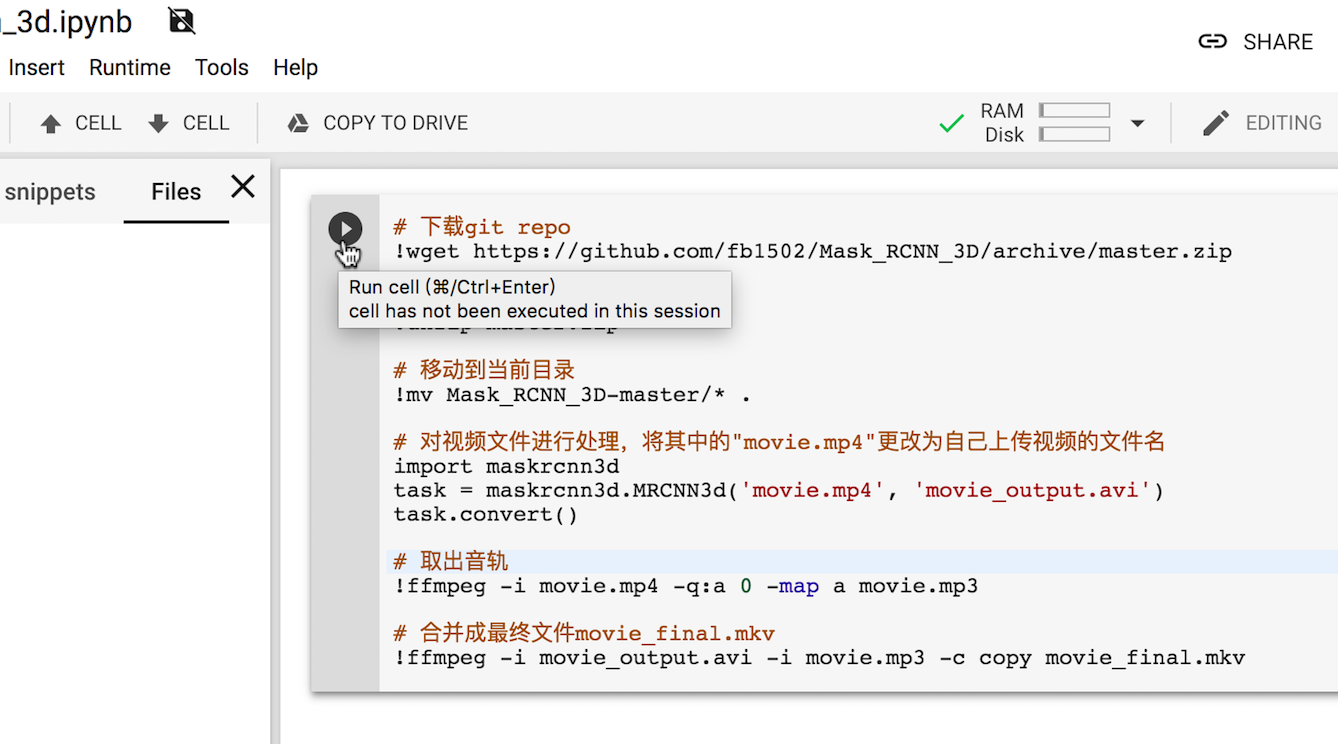 _3d.ipynb
SHARE
Insert Runtime Tools Help
CELL CELL COPY TO DRIVE
RAM
Disk
EDITING
snippets Files
# 下载git repo
!wget https://github.com/fb1502/Mask_RCNN_3D/archive/master.zip
Run cell (⌘/Ctrl+Enter)
cell has not been executed in this session
# 移动到当前目录
!mv Mask_RCNN_3D-master/* .
# 对视频文件进行处理，将其中的"movie.mp4"更改为自己上传视频的文件名
import maskrcnn3d
task = maskrcnn3d.MRCNN3d('movie.mp4', 'movie_output.avi')
task.convert()
# 取出音轨
!ffmpeg -i movie.mp4 -q:a 0 -map a movie.mp3
# 合并成最终文件movie_final.mkv
!ffmpeg -i movie_output.avi -i movie.mp3 -c copy movie_final.mkv